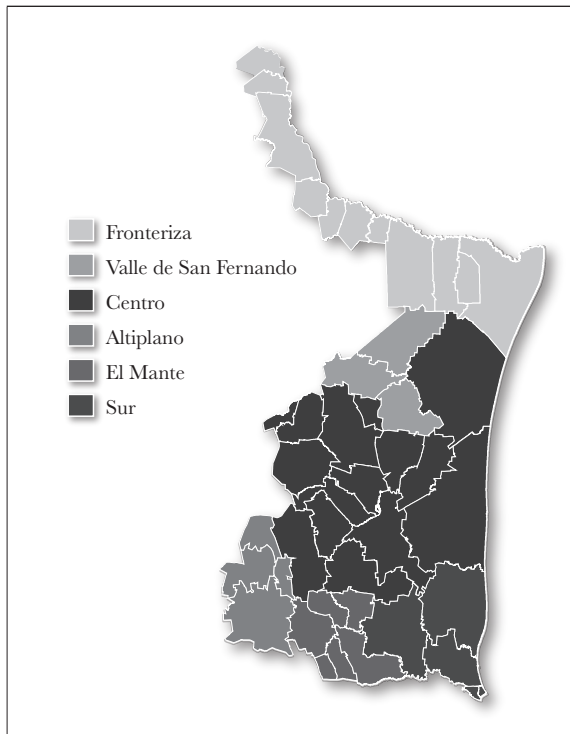 Fronteriza
Valle de San Fernando
Centro
Altiplano
El Mante
Sur